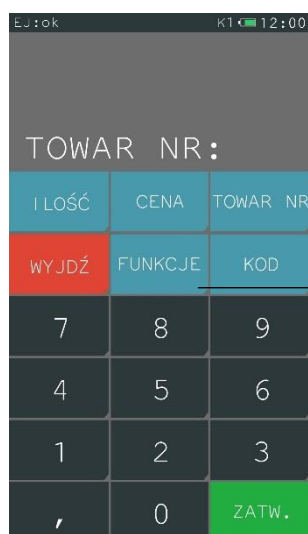 EJ:ok K1 12:00
TOWAR NR:
ILOŚĆ CENA TOWAR NR
WYJDŹ FUNKCJE KOD
7 8 9
4 5 6
1 2 3
, 0 ZATW.